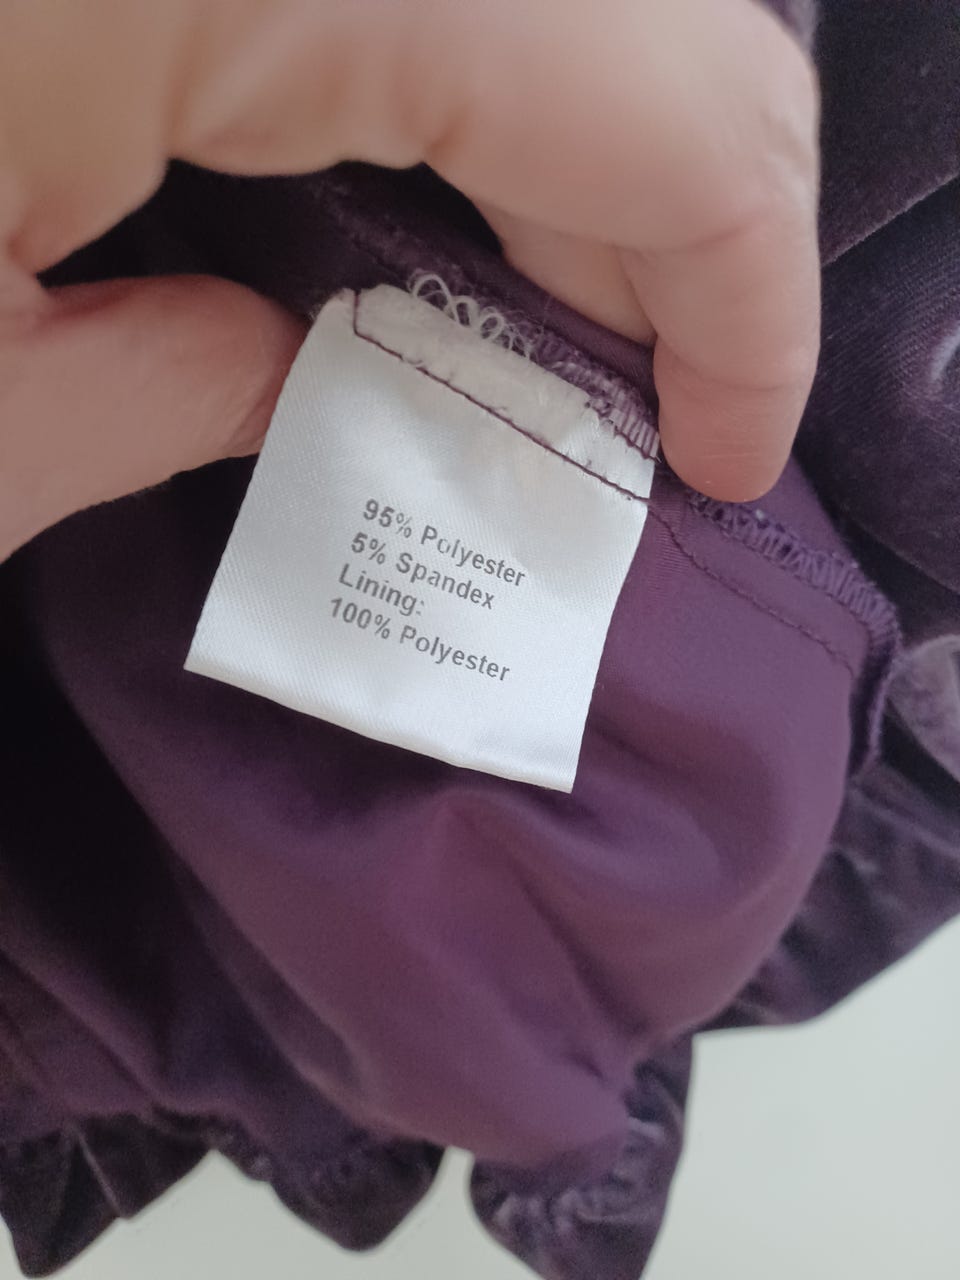 95% Polyester
5% Spandex
Lining:
100% Polyester